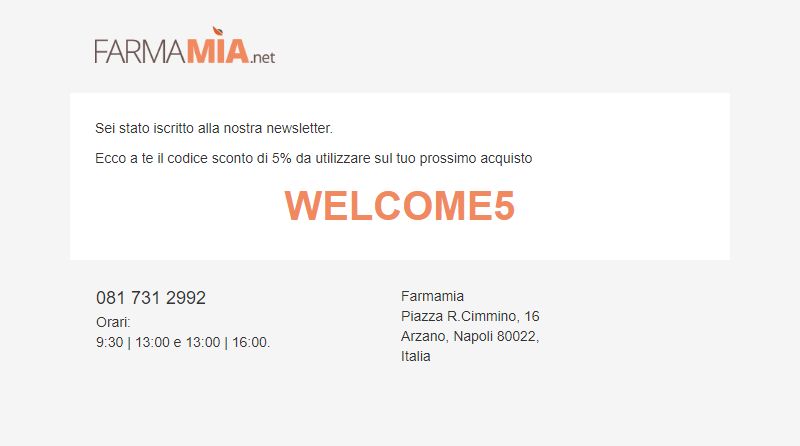 FARMAMIA.net
Sei stato iscritto alla nostra newsletter.
Ecco a te il codice sconto di 5% da utilizzare sul tuo prossimo acquisto
WELCOME5
081 731 2992
Orari:
9:30 | 13:00 e 13:00 | 16:00.
Farmamia
Piazza R.Cimmino, 16
Arzano, Napoli 80022,
Italia